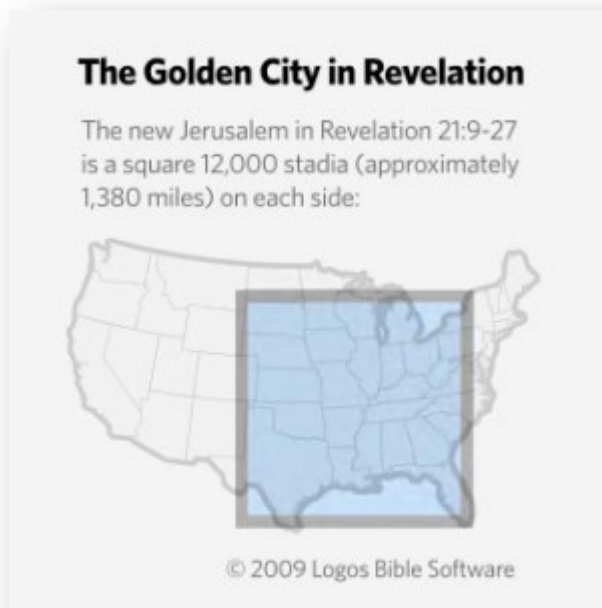 The Golden City in Revelation
The new Jerusalem in Revelation 21:9-27
is a square 12,000 stadia (approximately
1,380 miles) on each side:
© 2009 Logos Bible Software